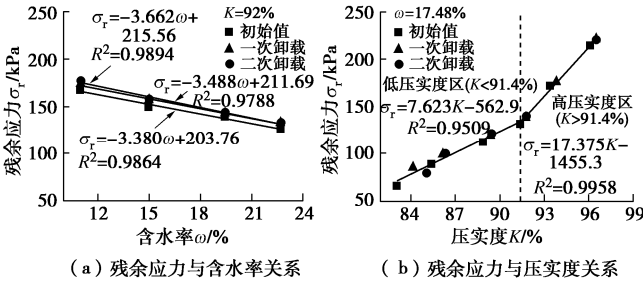 250
200
150
100
50
残余应力σr/kPa
σr=-3.662ω+
215.56
R²=0.9894
K=92%
初始值
一次卸载
二次卸载
σr=-3.488ω+211.69
R²=0.9788
σr=-3.380ω+203.76
R²=0.9864
12 15 18 21 24
含水率ω/%
(a)残余应力与含水率关系
250
200
150
100
50
残余应力σr/kPa
ω=17.48%
初始值
一次卸载
二次卸载
低压实度区(K<91.4%)
σr=7.623K-562.9
R²=0.9509
高压实度区
(K>91.4%)
σr=17.375K-
1455.3
R²=0.9958
84 87 90 93 96 99
压实度K/%
(b)残余应力与压实度关系